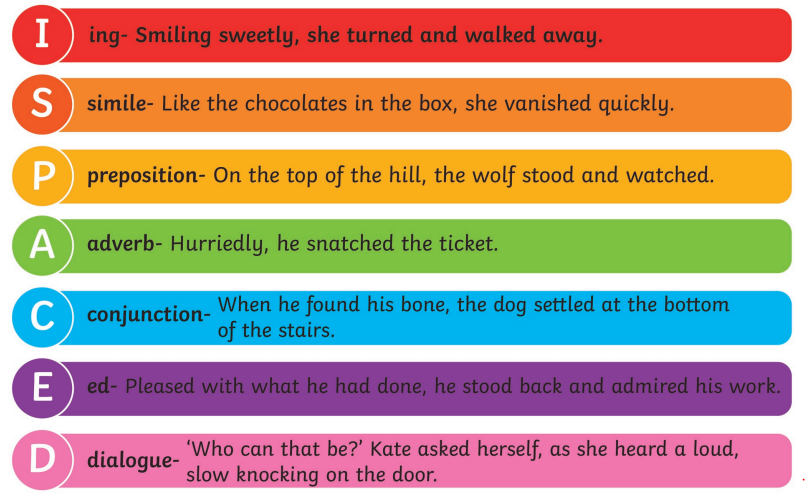 I ing- Smiling sweetly, she turned and walked away.
S simile- Like the chocolates in the box, she vanished quickly.
P preposition- On the top of the hill, the wolf stood and watched.
A adverb- Hurriedly, he snatched the ticket.
C conjunction- When he found his bone, the dog settled at the bottom
of the stairs.
E ed- Pleased with what he had done, he stood back and admired his work.
D dialogue- ‘Who can that be?’ Kate asked herself, as she heard a loud,
slow knocking on the door.